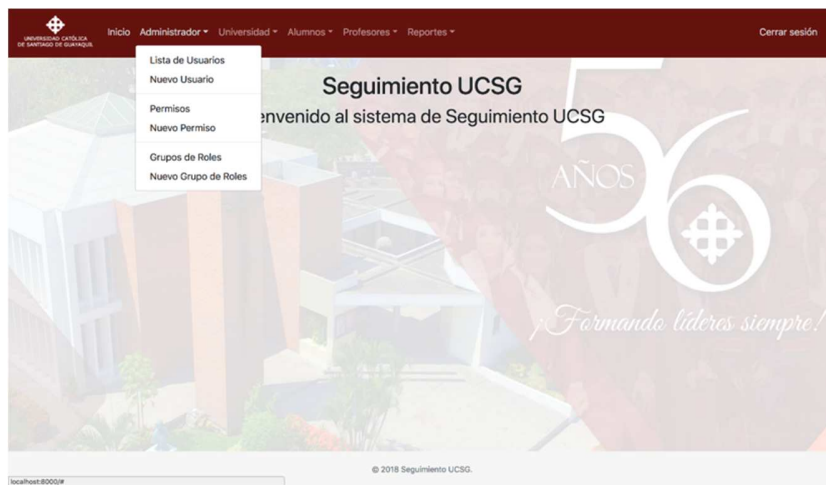 UNIVERSIDAD CATÓLICA
DE SANTIAGO DE GUAYAQUIL
Inicio Administrador Universidad Alumnos Profesores Reportes Cerrar sesión
Lista de Usuarios
Nuevo Usuario
Permisos
Nuevo Permiso
Grupos de Roles
Nuevo Grupo de Roles
Seguimiento UCSG
envenido al sistema de Seguimiento UCSG
56
AÑOS
¡Formando líderes siempre!
© 2018 Seguimiento UCSG.
localhost:8000/#